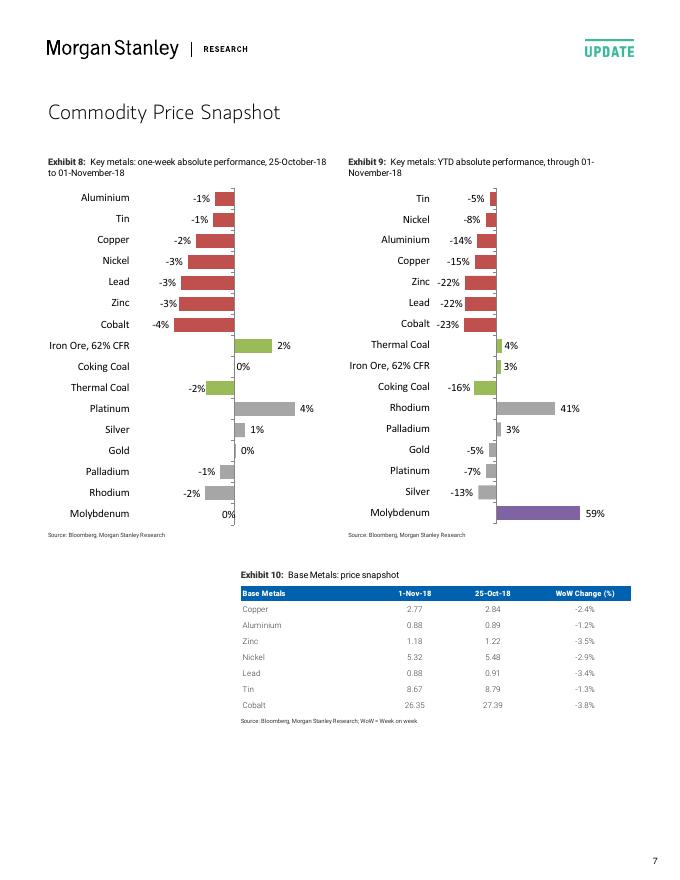 Morgan Stanley | RESEARCH
UPDATE
Commodity Price Snapshot
Exhibit 8: Key metals: one-week absolute performance, 25-October-18
to 01-November-18
Aluminium -1%
Tin -1%
Copper -2%
Nickel -3%
Lead -3%
Zinc -3%
Cobalt -4%
Iron Ore, 62% CFR 2%
Coking Coal 0%
Thermal Coal -2%
Platinum 4%
Silver 1%
Gold 0%
Palladium -1%
Rhodium -2%
Molybdenum 0%
Source: Bloomberg, Morgan Stanley Research
Exhibit 9: Key metals: YTD absolute performance, through 01-
November-18
Tin -5%
Nickel -8%
Aluminium -14%
Copper -15%
Zinc -22%
Lead -22%
Cobalt -23%
Thermal Coal 4%
Iron Ore, 62% CFR 3%
Coking Coal -16%
Rhodium 41%
Palladium 3%
Gold -5%
Platinum -7%
Silver -13%
Molybdenum 59%
Source: Bloomberg, Morgan Stanley Research
Exhibit 10: Base Metals: price snapshot
Base Metals 1-Nov-18 25-Oct-18 WoW Change (%)
Copper 2.77 2.84 -2.4%
Aluminium 0.88 0.89 -1.2%
Zinc 1.18 1.22 -3.5%
Nickel 5.32 5.48 -2.9%
Lead 0.88 0.91 -3.4%
Tin 8.67 8.79 -1.3%
Cobalt 26.35 27.39 -3.8%
Source: Bloomberg, Morgan Stanley Research; WoW = Week on week
7